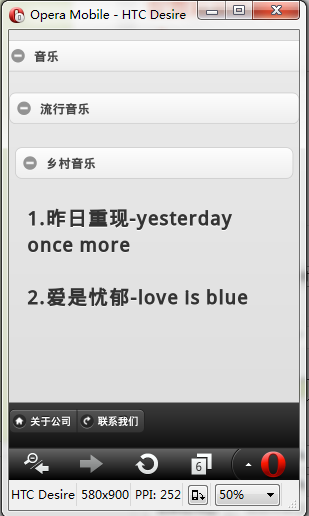 Opera Mobile - HTC Desire
音乐
流行音乐
乡村音乐
1.昨日重现-yesterday
once more
2.爱是忧郁-love is blue
关于公司 联系我们
6
HTC Desire 580x900 PPI: 252 50%